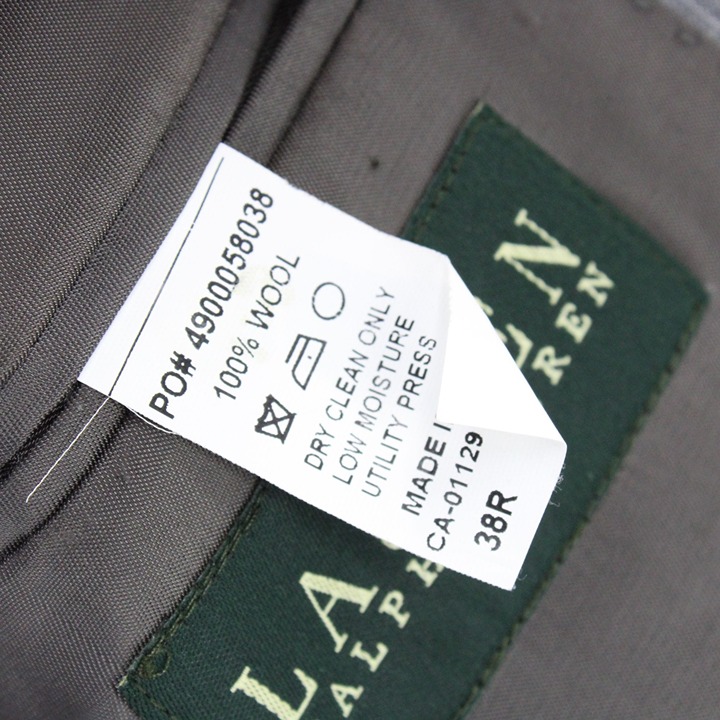 PO# 4900058038
100% WOOL
DRY CLEAN ONLY
LOW MOISTURE
UTILITY PRESS
MADE
CA-01129
38R